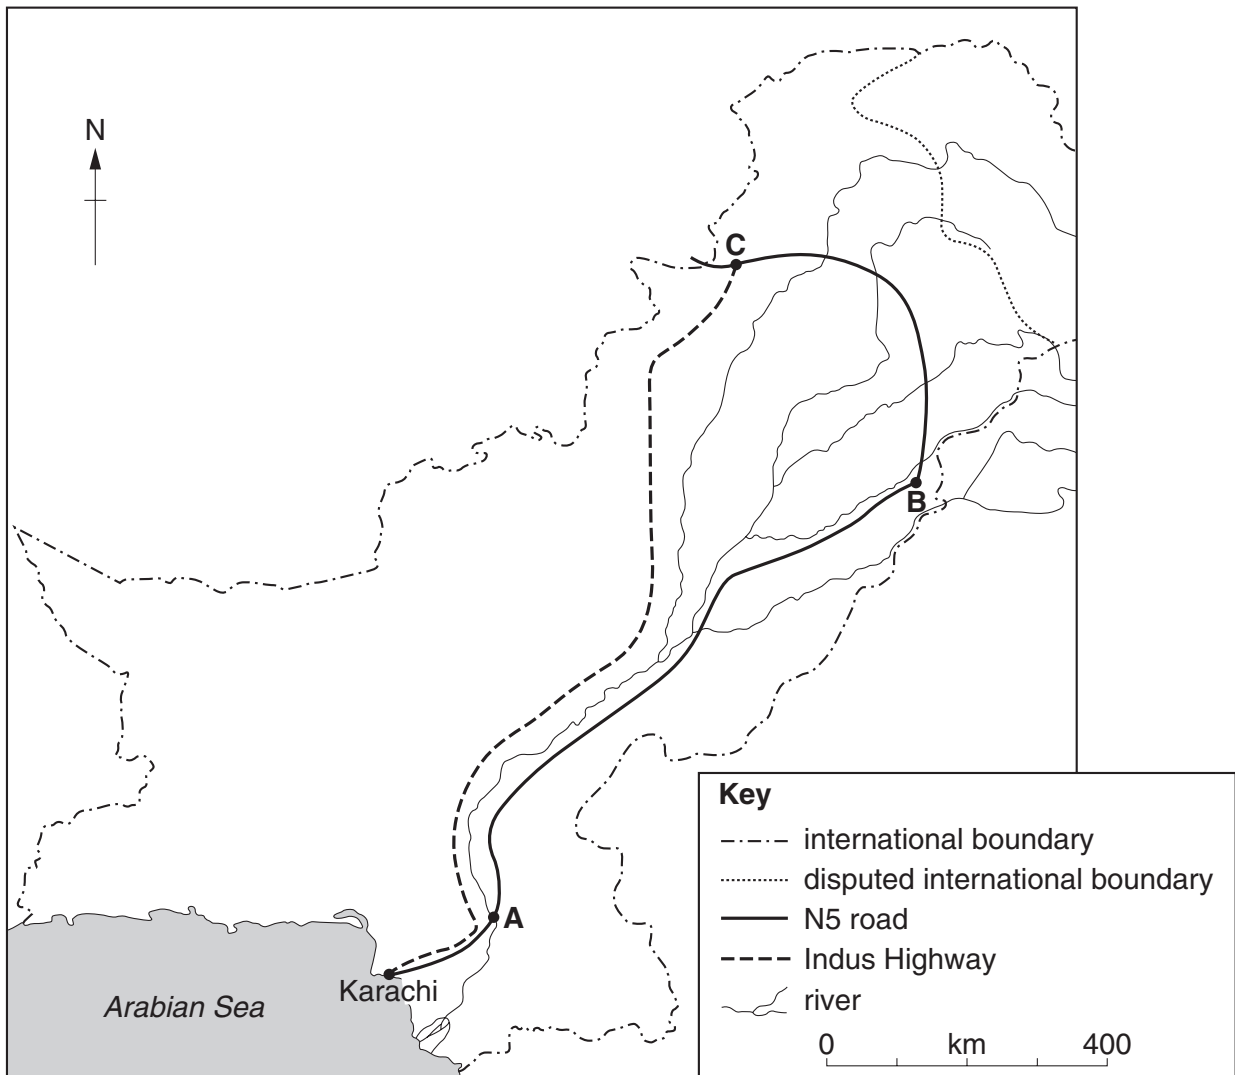 N
C
B
A
Karachi
Arabian Sea
Key
international boundary
disputed international boundary
N5 road
Indus Highway
river
0 km 400